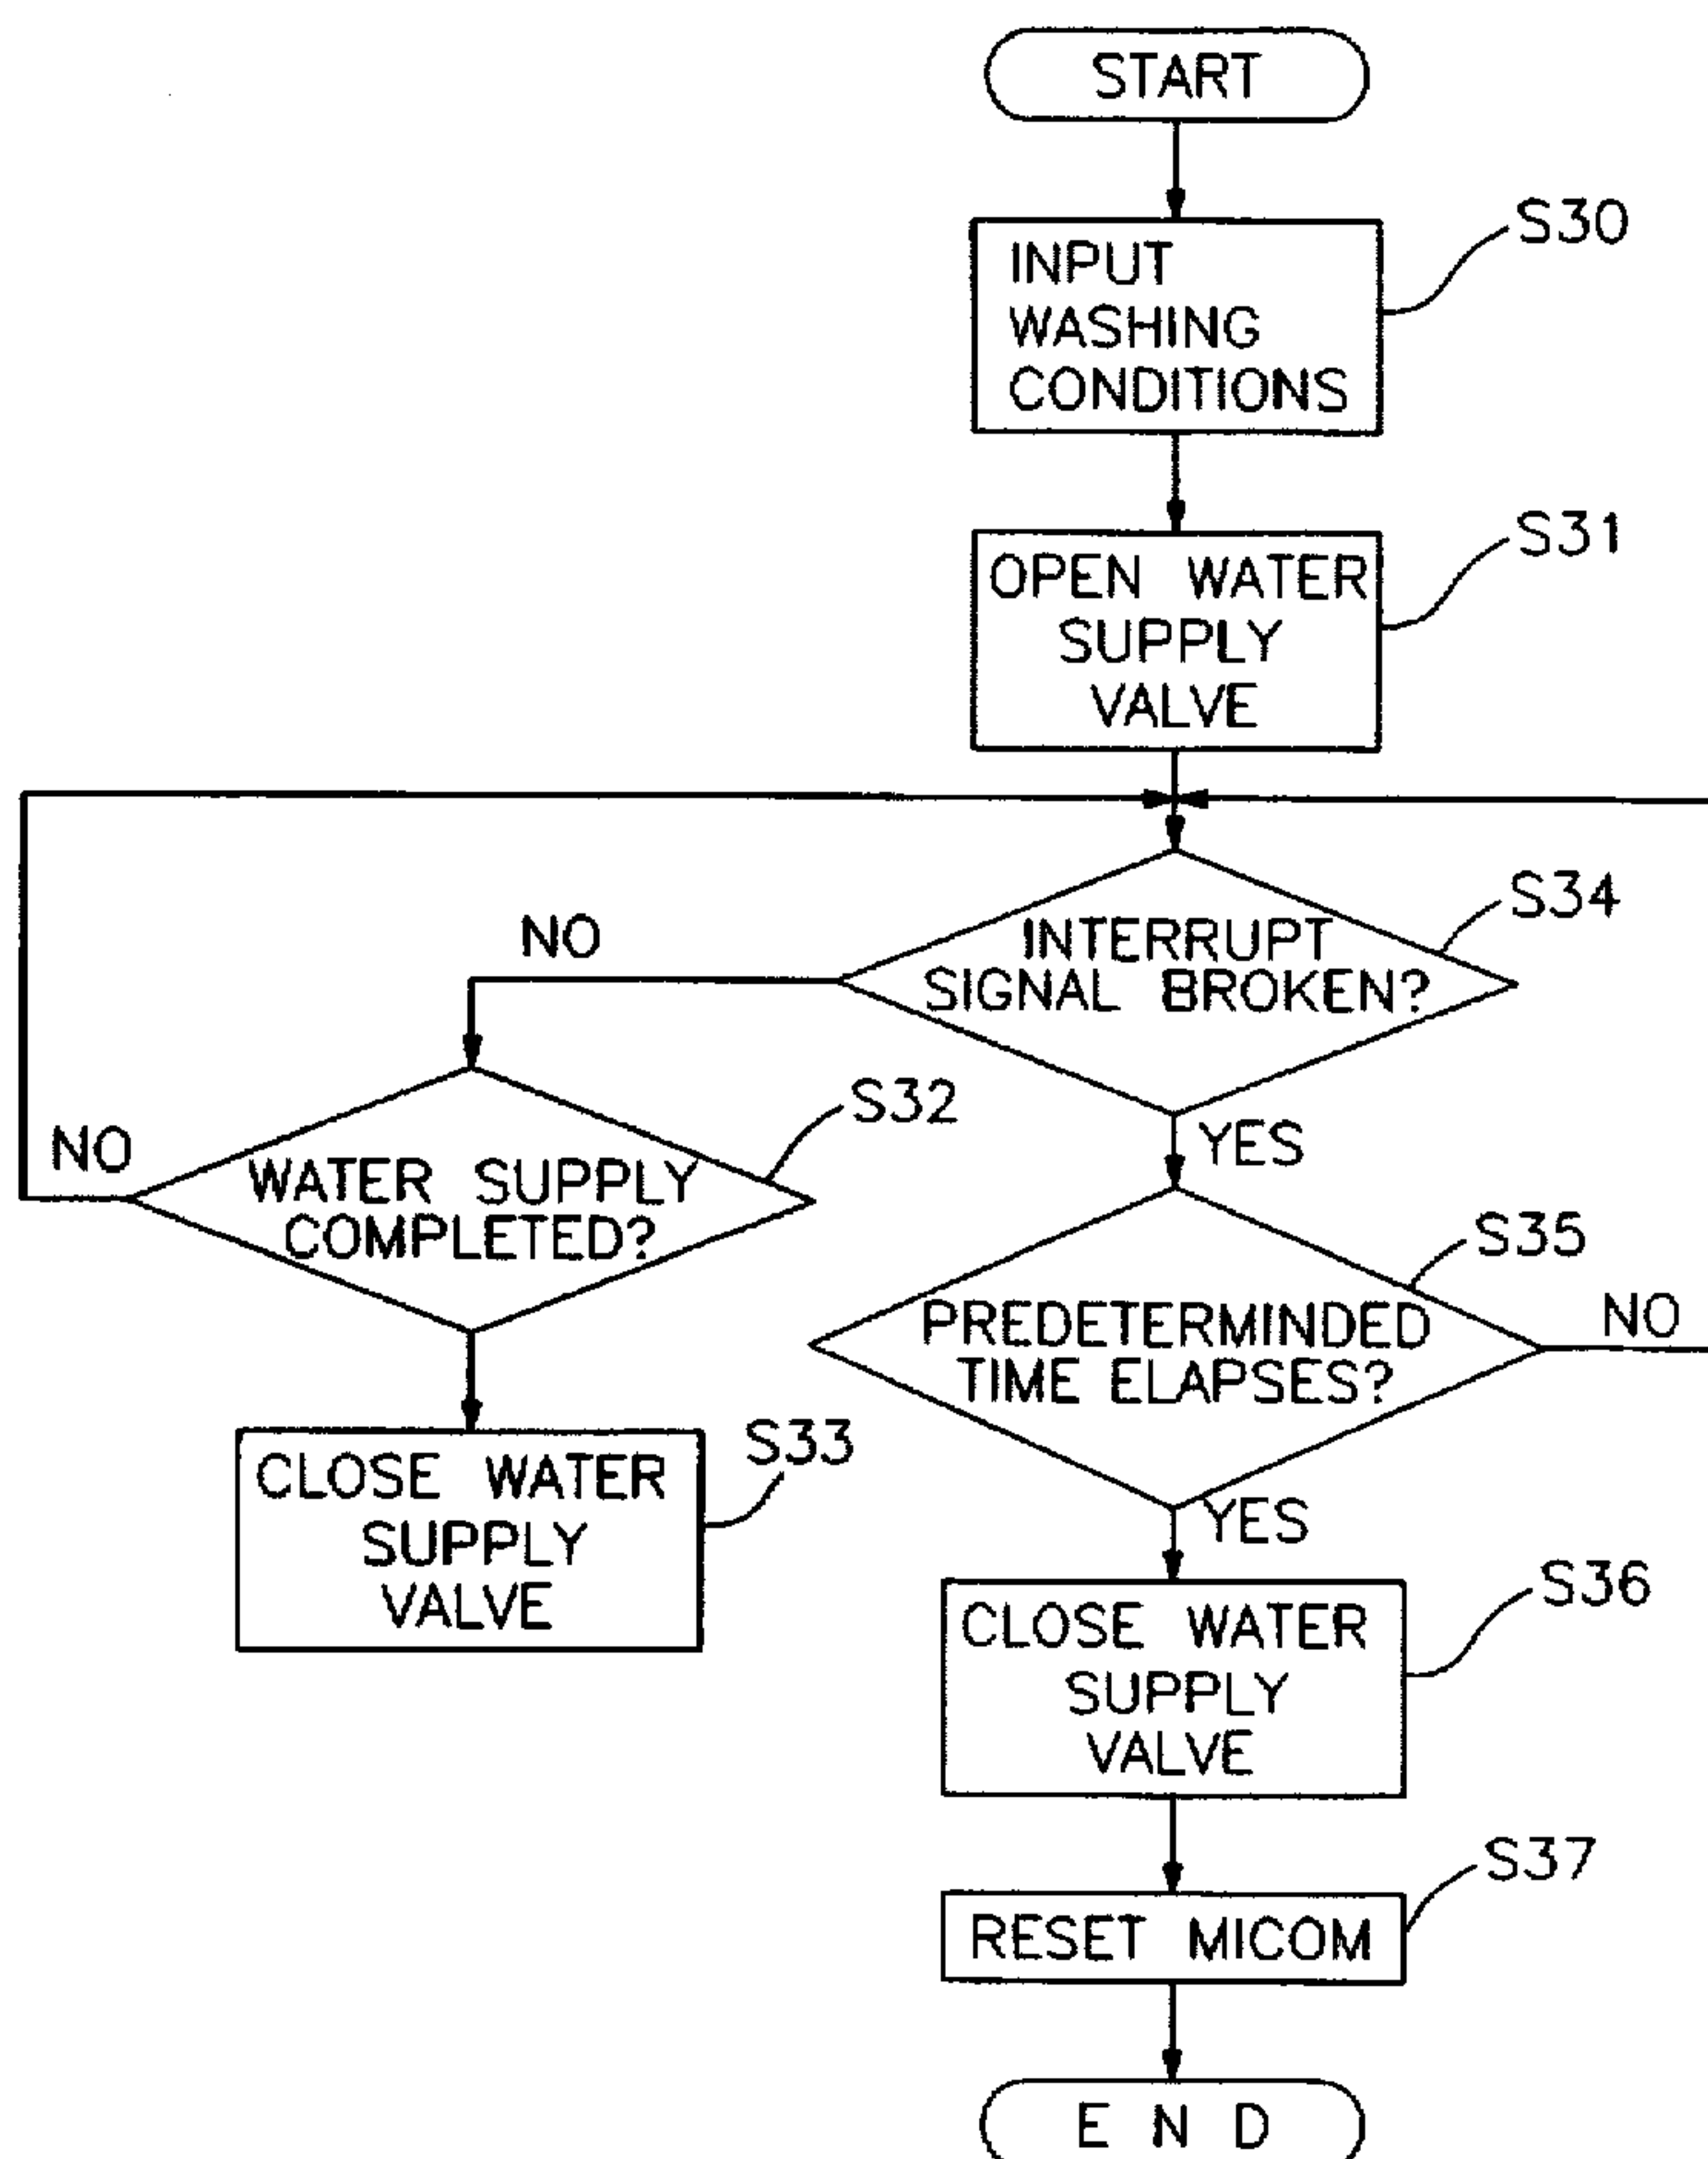 START
S30
INPUT
WASHING
CONDITIONS
S31
OPEN WATER
SUPPLY
VALVE
S34
NO
INTERRUPT
SIGNAL BROKEN?
S32
NO
YES
WATER SUPPLY
COMPLETED?
S35
NO
PREDETERMINDED
TIME ELAPSES?
S33
CLOSE WATER
SUPPLY
VALVE
YES
S36
CLOSE WATER
SUPPLY
VALVE
S37
RESET MICOM
E N D